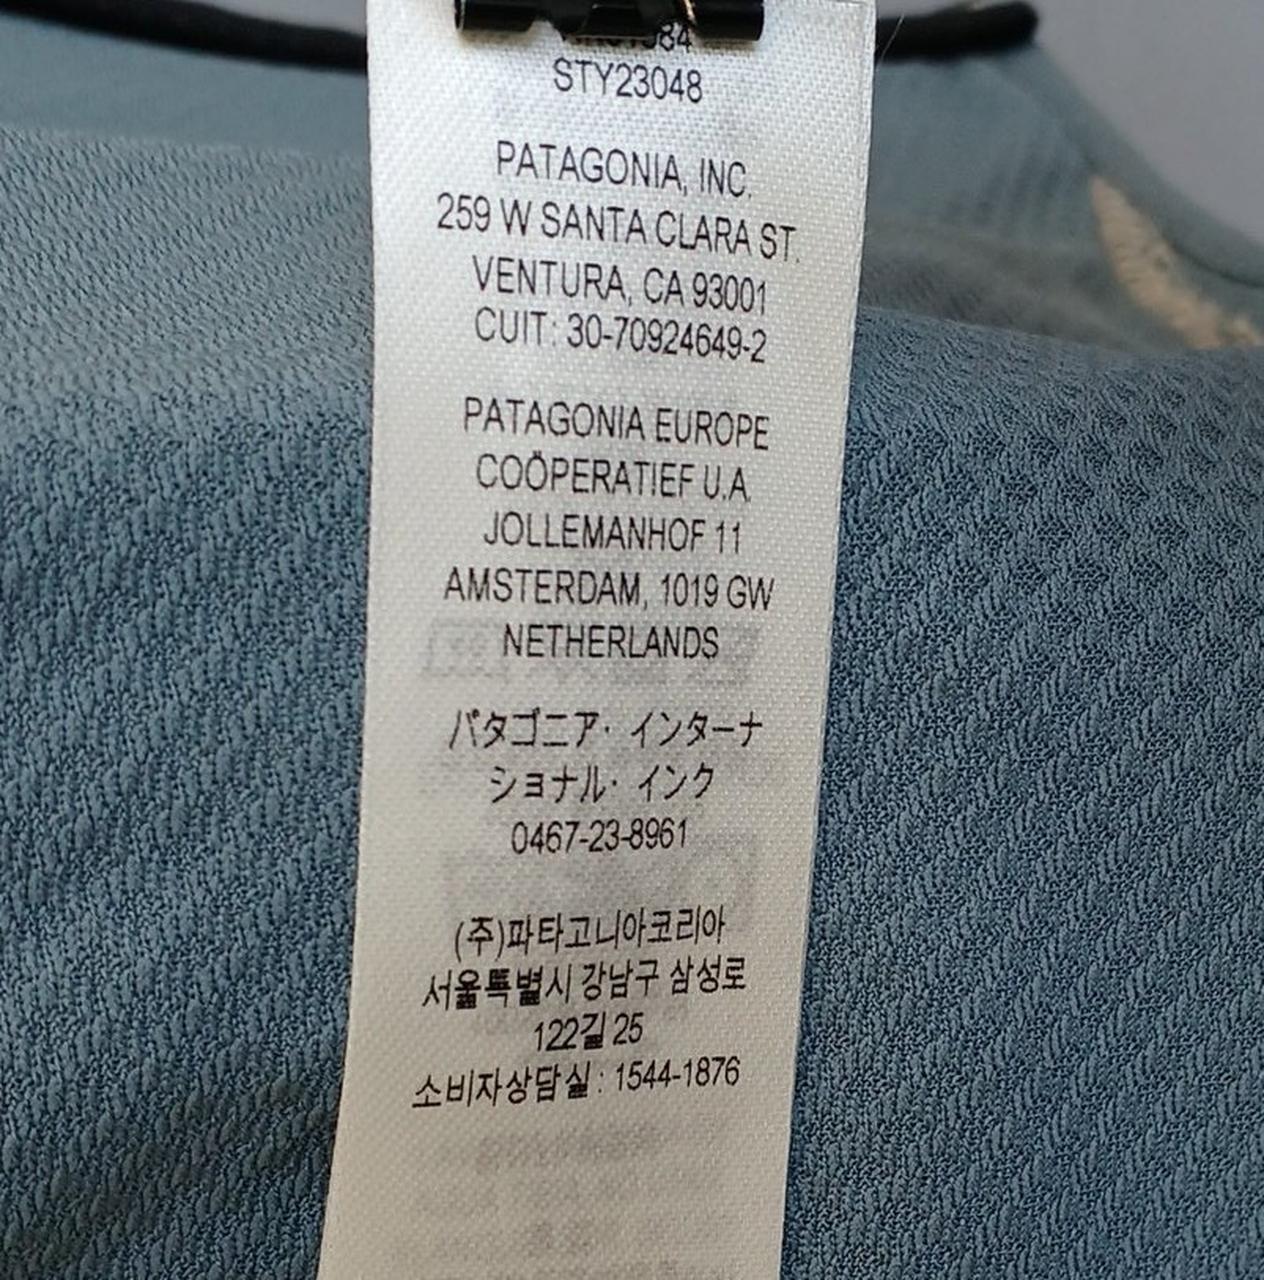 STY23048
PATAGONIA, INC.
259 W SANTA CLARA ST.
VENTURA, CA 93001
CUIT: 30-70924649-2
PATAGONIA EUROPE
COÖPERATIEF U.A.
JOLLEMANHOF 11
AMSTERDAM, 1019 GW
NETHERLANDS
パタゴニア・インターナ
ショナル・インク
0467-23-8961
(주)파타고니아코리아
서울특별시 강남구 삼성로
122길 25
소비자상담실 : 1544-1876